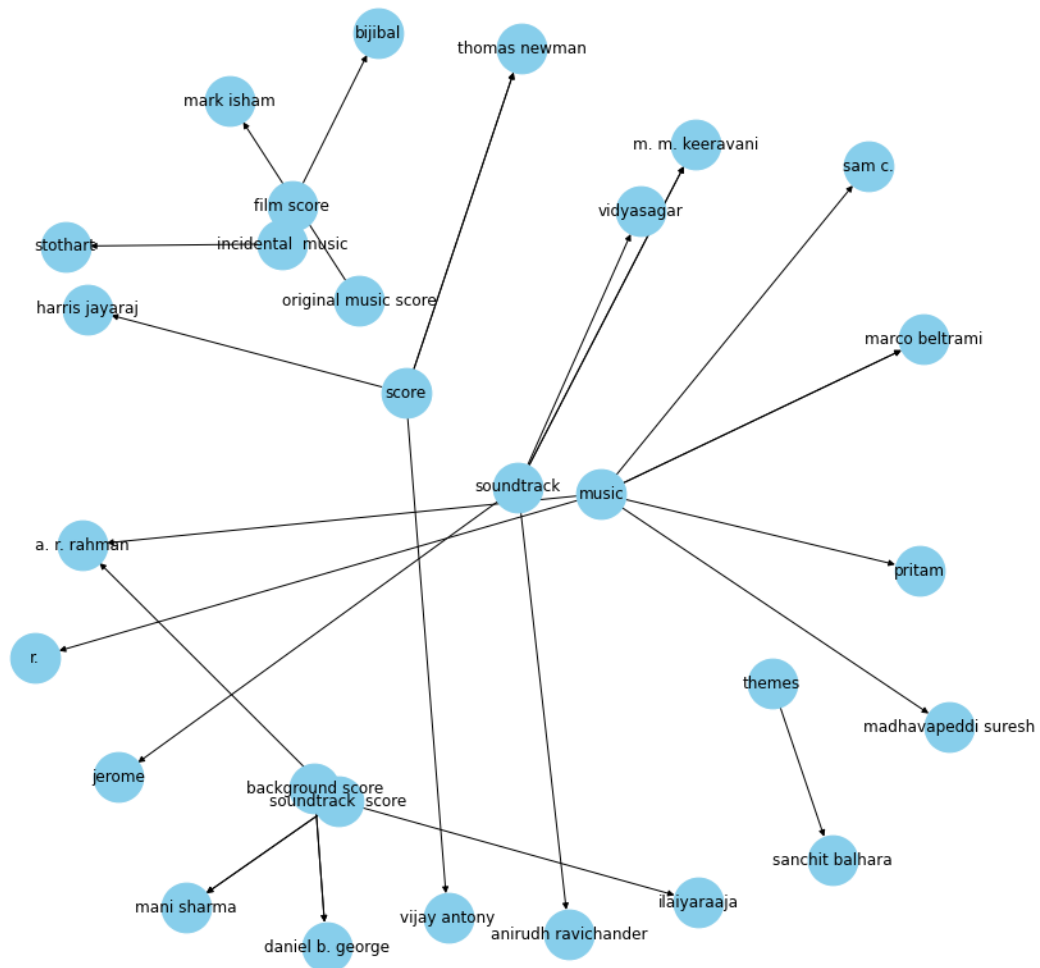 bijibal
thomas newman
mark isham
m. m. keeravani
sam c.
film score
vidyasagar
stothart
incidental  music
original music score
harris jayaraj
marco beltrami
score
soundtrack
music
a. r. rahman
pritam
r.
themes
madhavapeddi suresh
jerome
background score
soundtrack  score
sanchit balhara
mani sharma
ilaiyaraaja
vijay antony
anirudh ravichander
daniel b. george